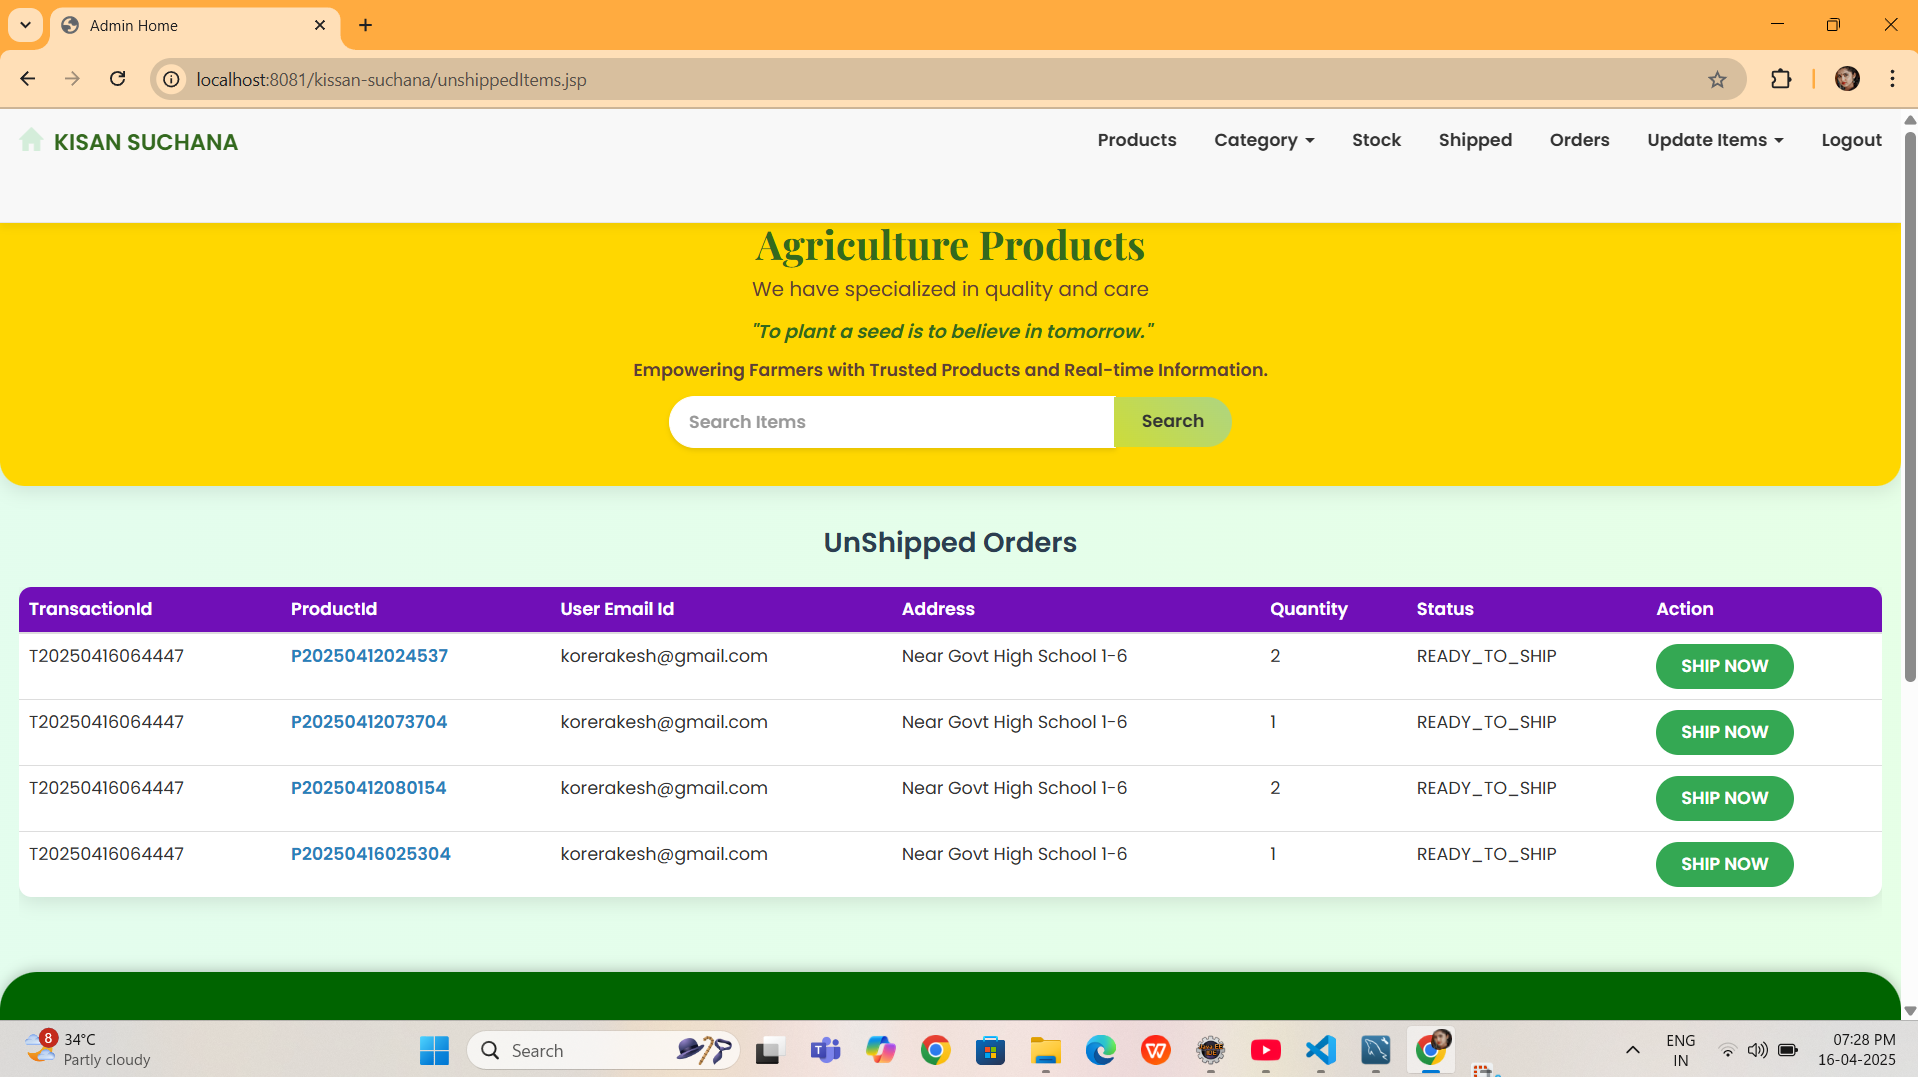 Admin Home
localhost:8081/kissan-suchana/unshippedItems.jsp
KISAN SUCHANA
Products Category Stock Shipped Orders Update Items Logout
Agriculture Products
We have specialized in quality and care
"To plant a seed is to believe in tomorrow."
Empowering Farmers with Trusted Products and Real-time Information.
Search Items Search
UnShipped Orders
TransactionId ProductId User Email Id Address Quantity Status Action
T20250416064447 P20250412024537 korerakesh@gmail.com Near Govt High School 1-6 2 READY_TO_SHIP SHIP NOW
T20250416064447 P20250412073704 korerakesh@gmail.com Near Govt High School 1-6 1 READY_TO_SHIP SHIP NOW
T20250416064447 P20250412080154 korerakesh@gmail.com Near Govt High School 1-6 2 READY_TO_SHIP SHIP NOW
T20250416064447 P20250416025304 korerakesh@gmail.com Near Govt High School 1-6 1 READY_TO_SHIP SHIP NOW
8 34°C
Partly cloudy
Search
ENG
IN
07:28 PM
16-04-2025